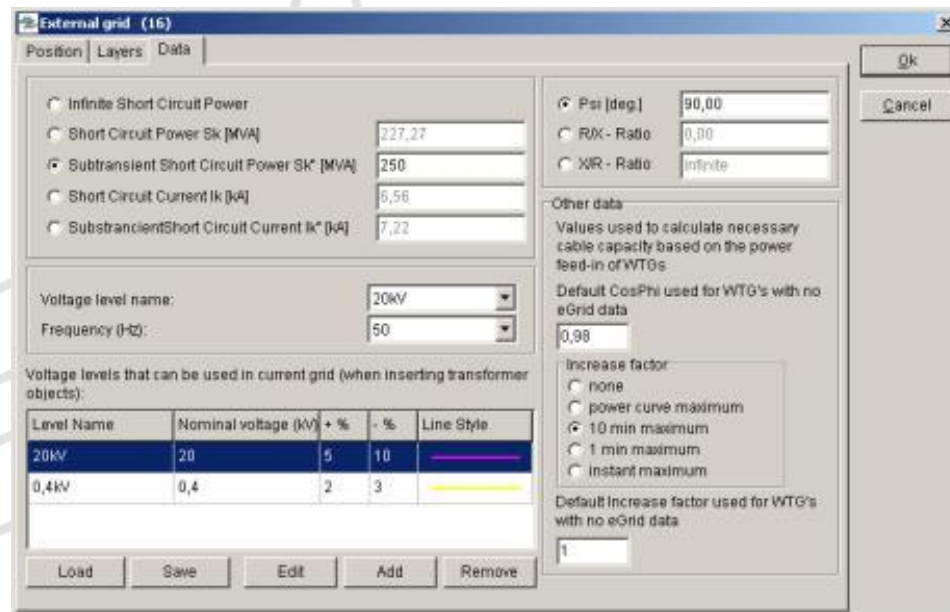 External grid (16)
Position Layers Data
Ok
Cancel
Infinite Short Circuit Power
Short Circuit Power Sk [MVA] 227,27
Subtransient Short Circuit Power Sk" [MVA] 250
Short Circuit Current Ik [kA] 6,56
SubstrancientShort Circuit Current Ik" [kA] 7,22
Psi [deg.] 90,00
R/X - Ratio 0,00
X/R - Ratio Infinite
Voltage level name: 20kV
Frequency (Hz): 50
Voltage levels that can be used in current grid (when inserting transformer
objects):
Level Name Nominal voltage (kV) + % - % Line Style
20kV 20 5 10
0,4kV 0,4 2 3
Load Save Edit Add Remove
Other data
Values used to calculate necessary
cable capacity based on the power
feed-in of WTGs
Default CosPhi used for WTG's with no
eGrid data
0,98
Increase factor
none
power curve maximum
10 min maximum
1 min maximum
instant maximum
Default Increase factor used for WTG's
with no eGrid data
1